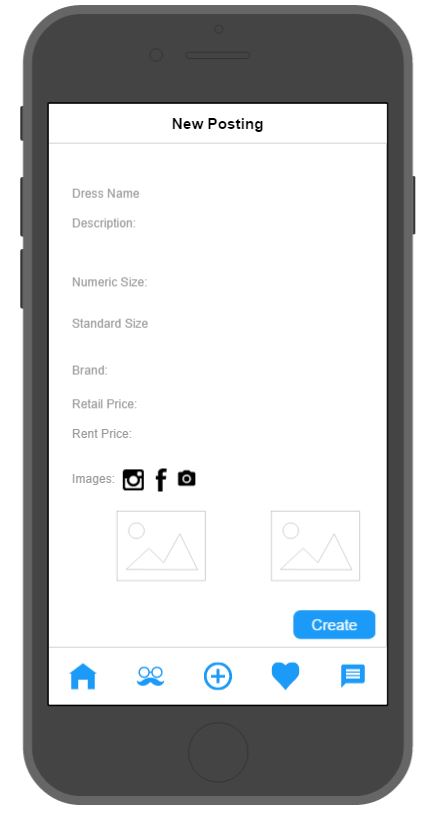 New Posting
Dress Name
Description:
Numeric Size:
Standard Size
Brand:
Retail Price:
Rent Price:
Images:
Create